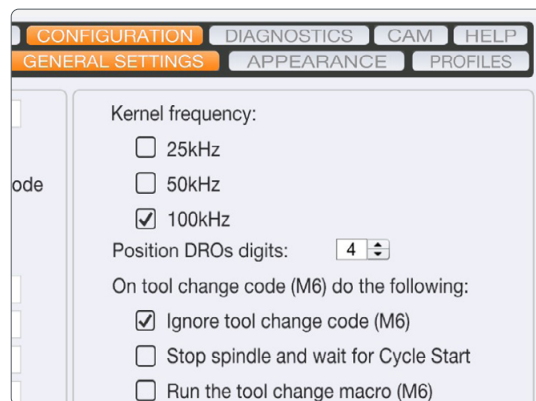 CONFIGURATION DIAGNOSTICS CAM HELP
GENERAL SETTINGS APPEARANCE PROFILES
Kernel frequency:
25kHz
ode 50kHz
100kHz
Position DROs digits: 4
On tool change code (M6) do the following:
Ignore tool change code (M6)
Stop spindle and wait for Cycle Start
Run the tool change macro (M6)